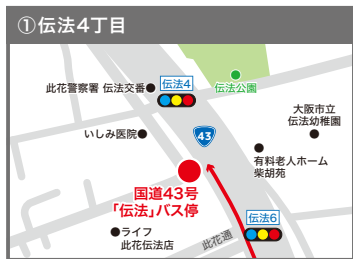 ①伝法4丁目
此花警察署 伝法交番
伝法4
伝法公園
大阪市立
伝法幼稚園
いしみ医院
43
有料老人ホーム
柴胡苑
国道43号
「伝法」バス停
伝法6
ライフ
此花伝法店
此花通